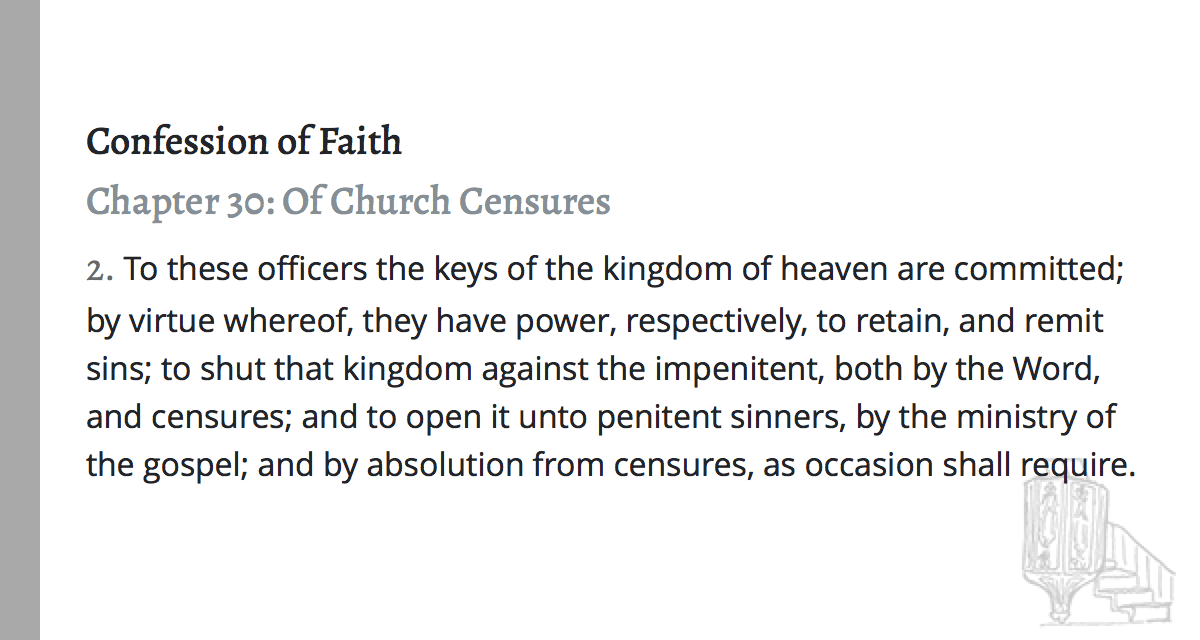 Confession of Faith
Chapter 30: Of Church Censures
2. To these officers the keys of the kingdom of heaven are committed;
by virtue whereof, they have power, respectively, to retain, and remit
sins; to shut that kingdom against the impenitent, both by the Word,
and censures; and to open it unto penitent sinners, by the ministry of
the gospel; and by absolution from censures, as occasion shall require.